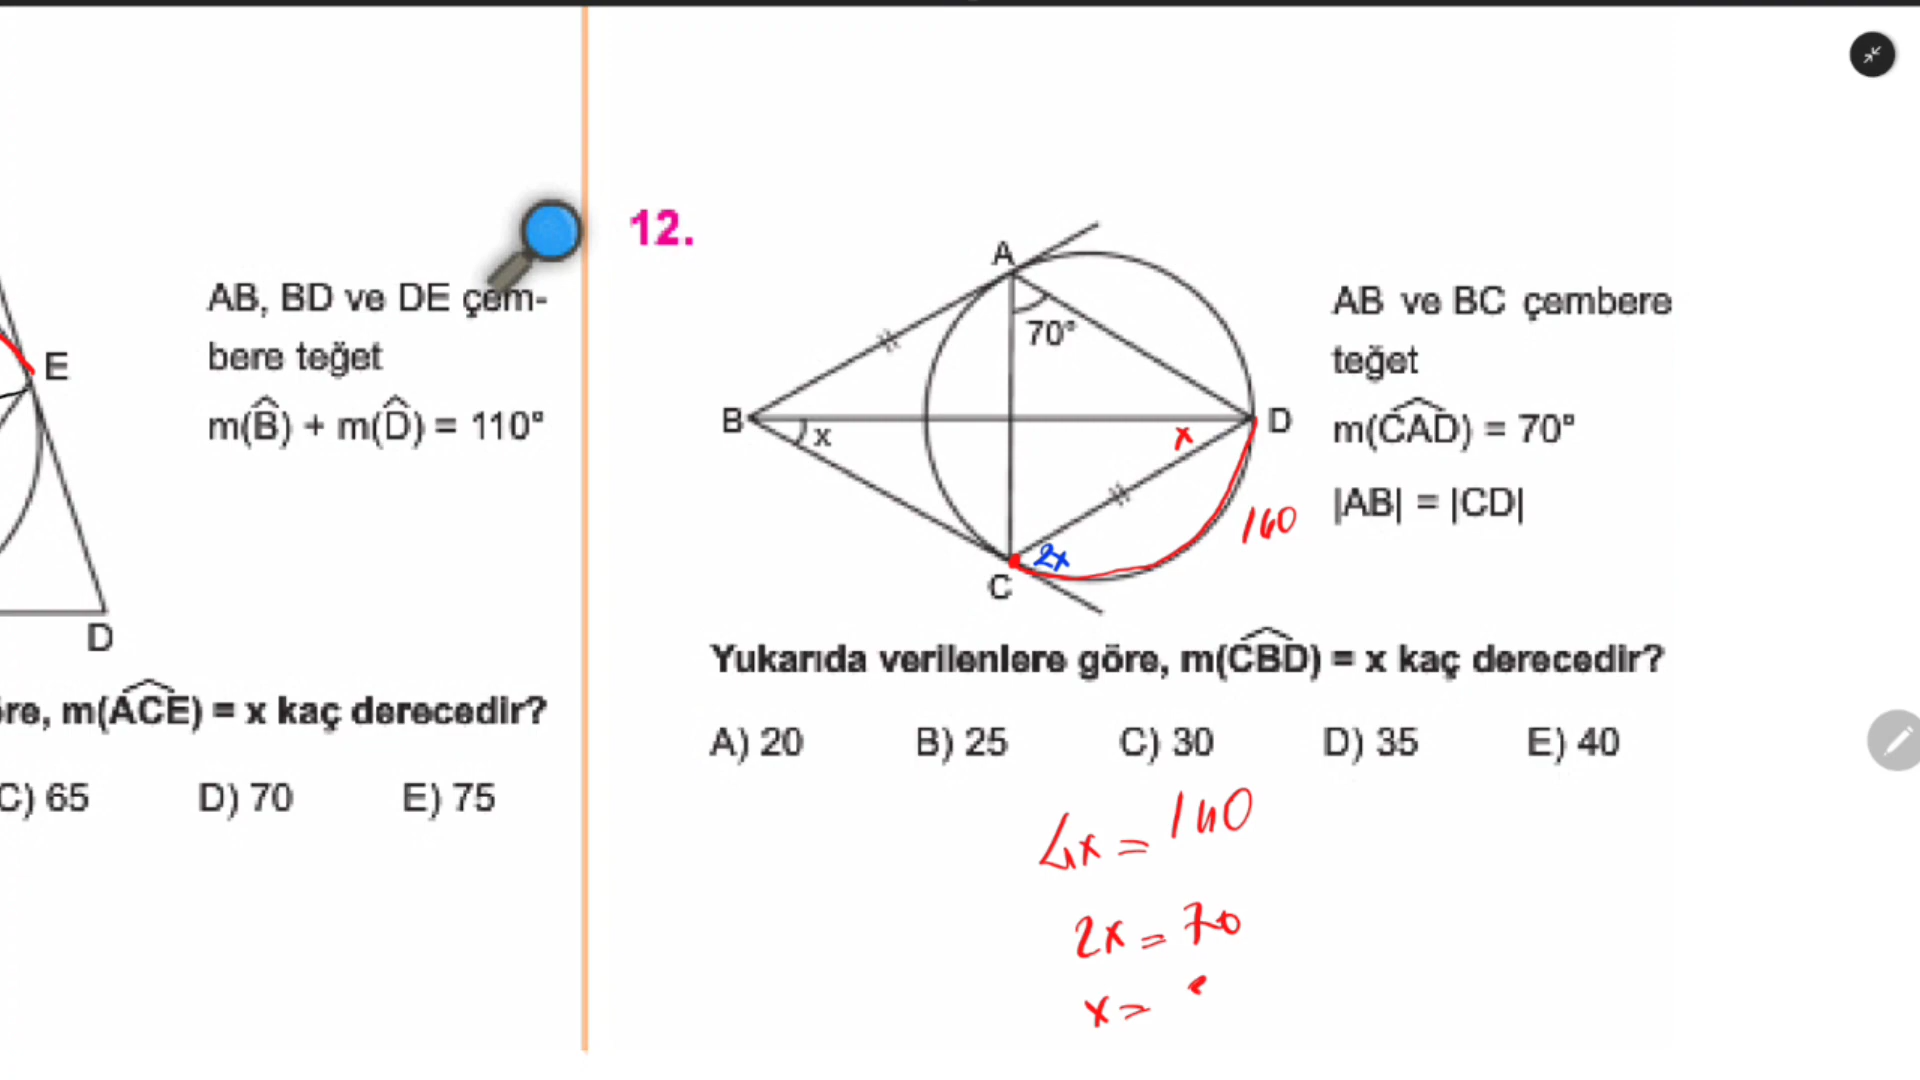 AB, BD ve DE çem-
bere teğet
m(B) + m(D) = 110°
E
D
öre, m(ACE) = x kaç derecedir?
C) 65 D) 70 E) 75
12.
A
70°
B
x
x
D
2x
C
140
AB ve BC çembere
teğet
m(CAD) = 70°
|AB| = |CD|
Yukarıda verilenlere göre, m(CBD) = x kaç derecedir?
A) 20 B) 25 C) 30 D) 35 E) 40
4x = 140
2x = 70
x =